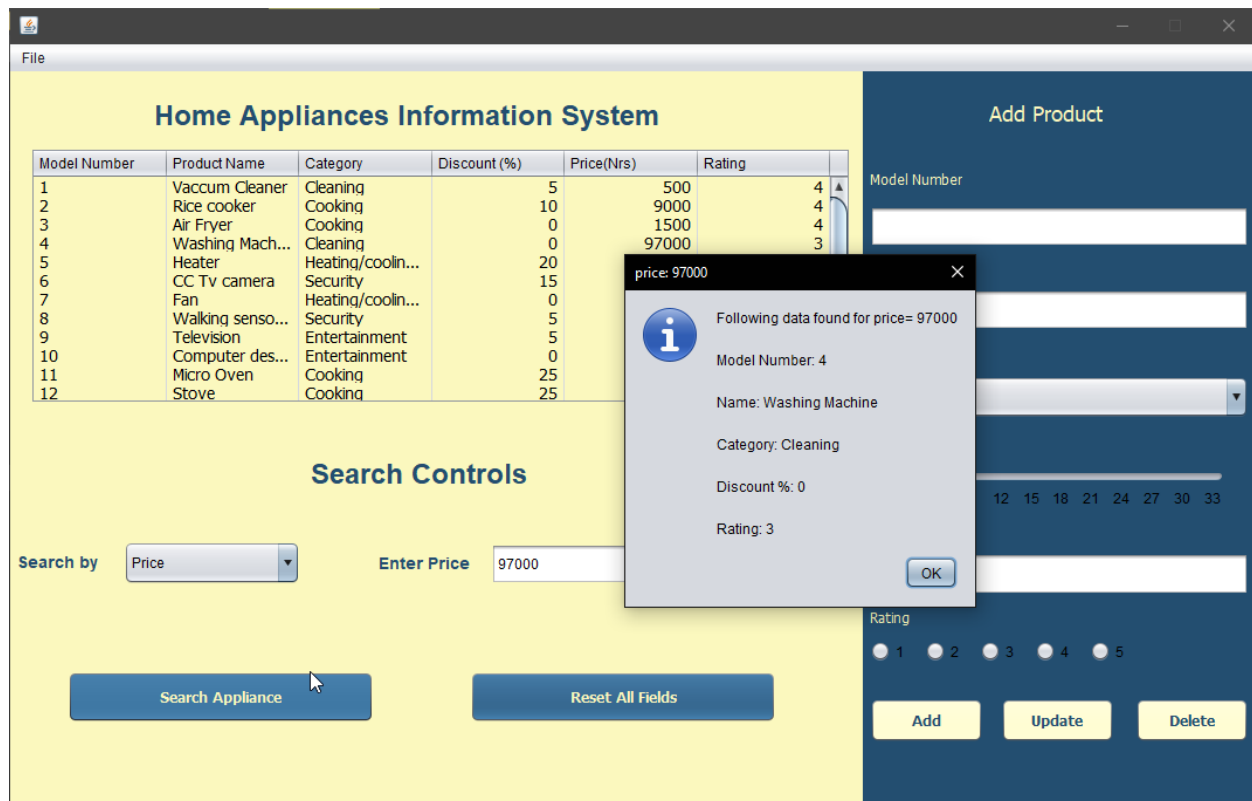 File
Home Appliances Information System
Model Number Product Name Category Discount (%) Price(Nrs) Rating
1 Vaccum Cleaner Cleaning 5 500 4
2 Rice cooker Cooking 10 9000 4
3 Air Fryer Cooking 0 1500 4
4 Washing Mach... Cleaning 0 97000 3
5 Heater Heating/coolin... 20
6 CC Tv camera Security 15
7 Fan Heating/coolin... 0
8 Walking senso... Security 5
9 Television Entertainment 5
10 Computer des... Entertainment 0
11 Micro Oven Cooking 25
12 Stove Cooking 25
Search Controls
Search by Price Enter Price 97000
Search Appliance Reset All Fields
price: 97000
Following data found for price= 97000
Model Number: 4
Name: Washing Machine
Category: Cleaning
Discount %: 0
Rating: 3
OK
Add Product
Model Number
12 15 18 21 24 27 30 33
Rating
1 2 3 4 5
Add Update Delete